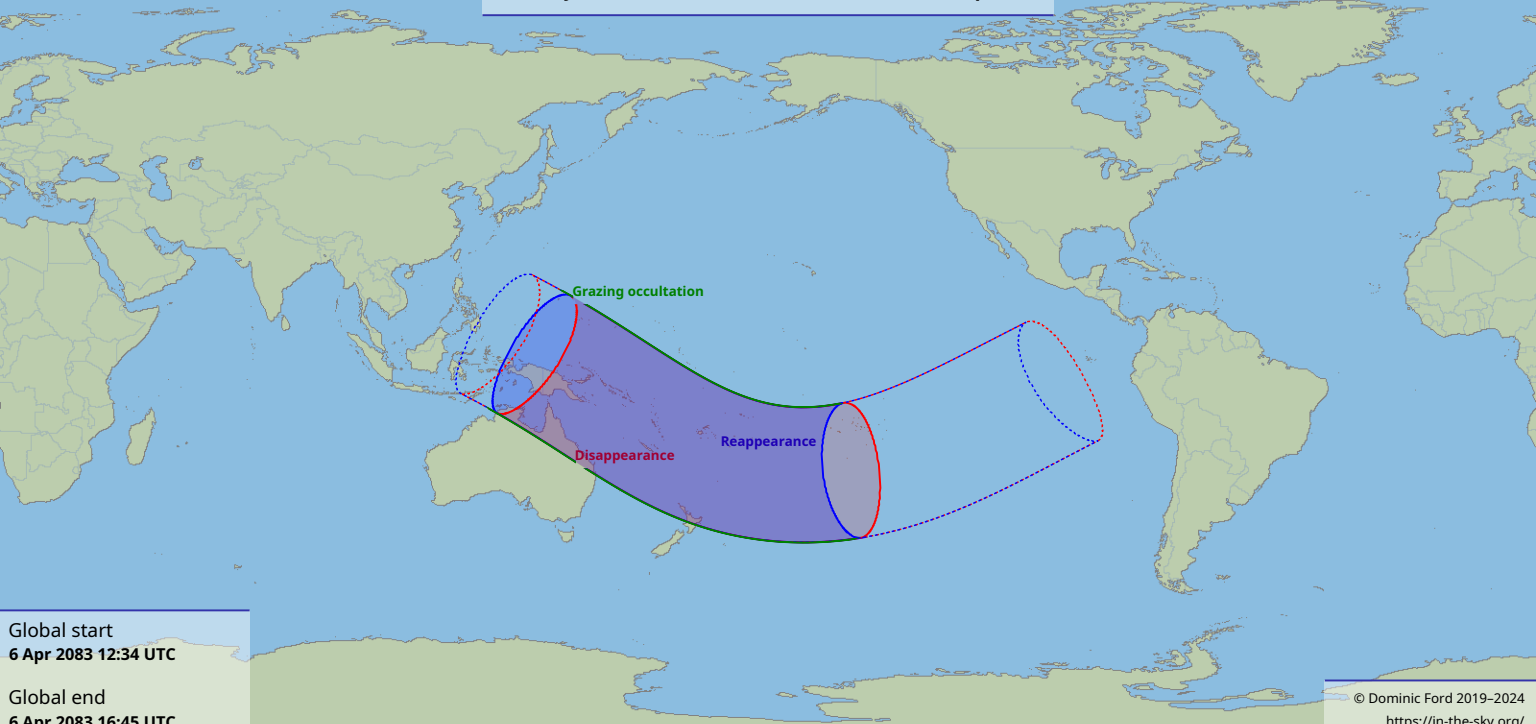 Grazing occultation
Reappearance
Disappearance
Global start
6 Apr 2083 12:34 UTC
Global end
6 Apr 2083 16:45 UTC
© Dominic Ford 2019–2024
https://in-the-sky.org/